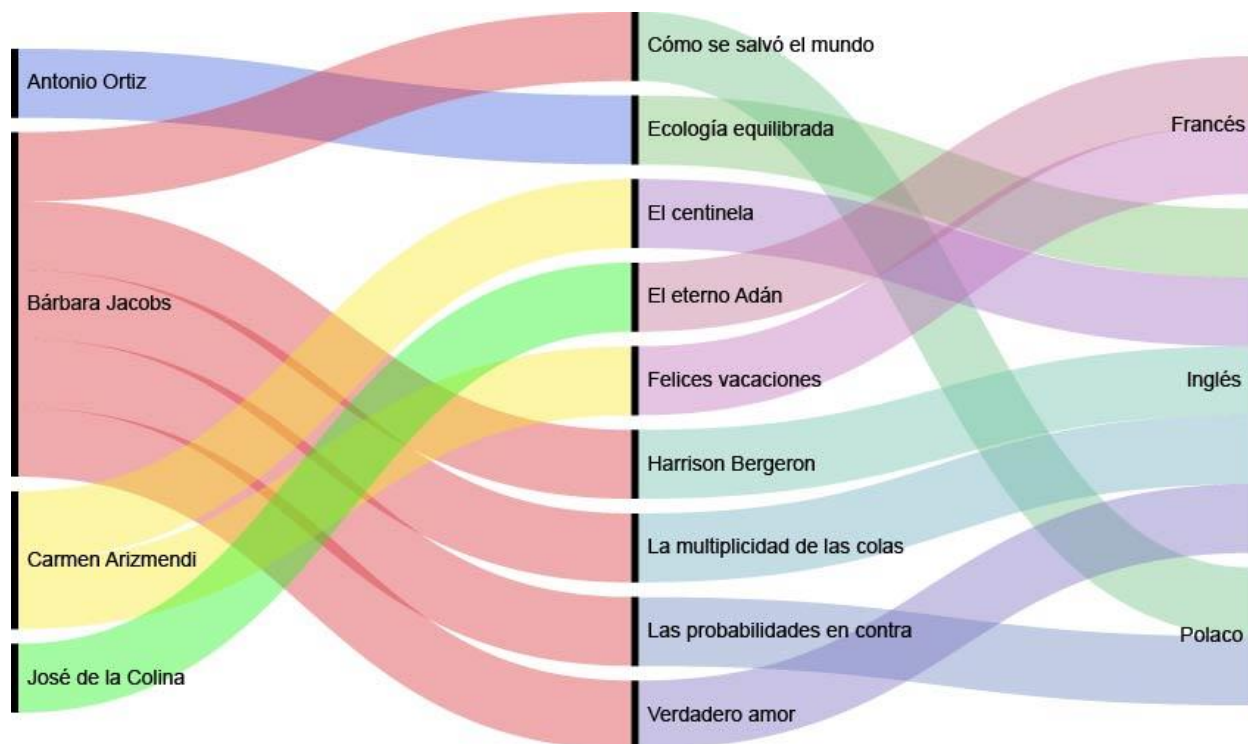 Antonio Ortiz
Bárbara Jacobs
Carmen Arizmendi
José de la Colina
Cómo se salvó el mundo
Ecología equilibrada
El centinela
El eterno Adán
Felices vacaciones
Harrison Bergeron
La multiplicidad de las colas
Las probabilidades en contra
Verdadero amor
Francés
Inglés
Polaco